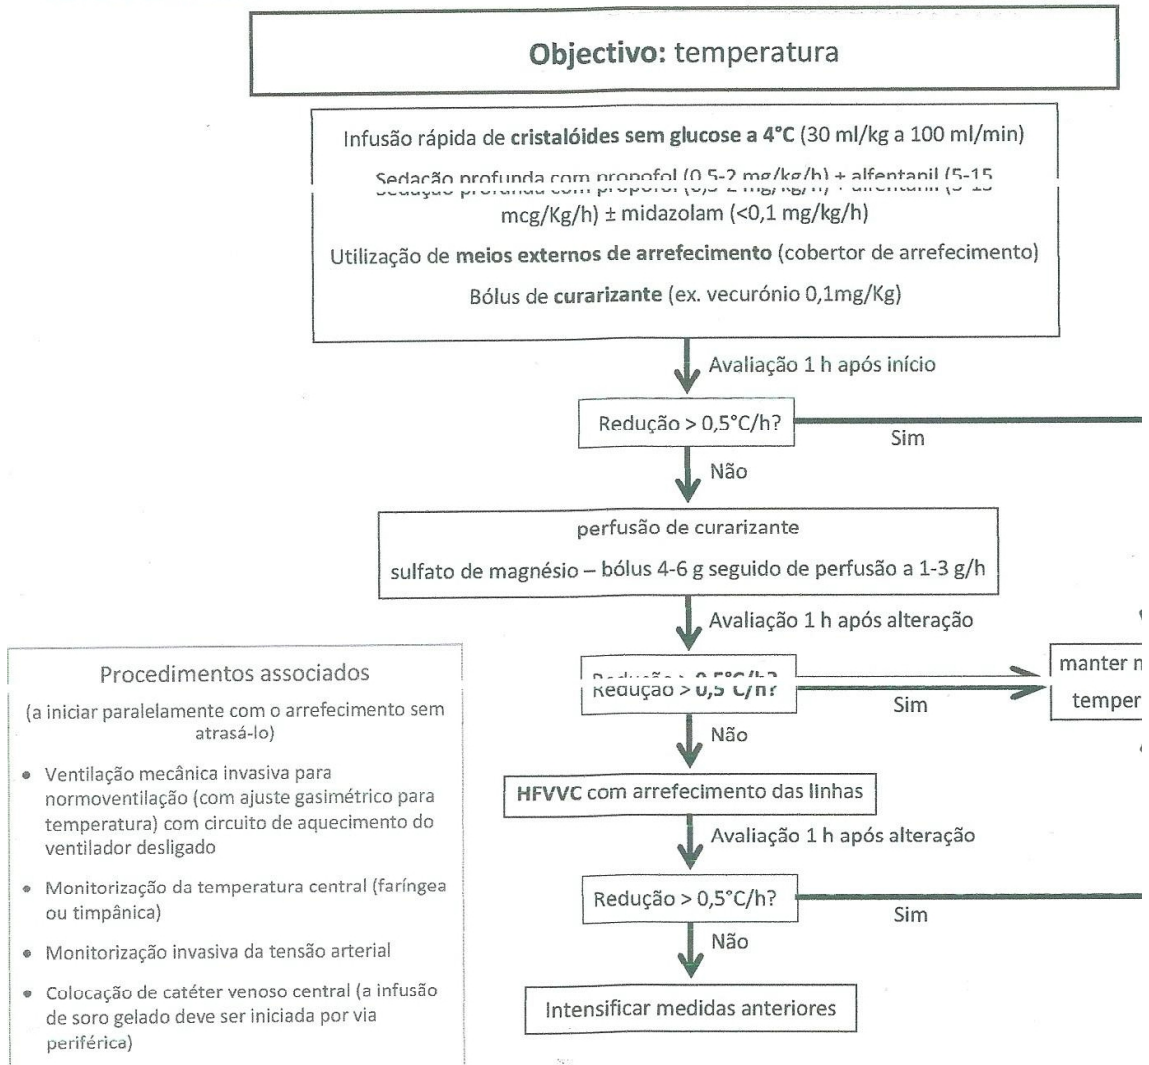 Objectivo: temperatura
Infusão rápida de cristalóides sem glucose a 4°C (30 ml/kg a 100 ml/min)
Sedação profunda com propofol (0,5-2 mg/kg/h) + alfentanil (5-15
mcg/Kg/h) ± midazolam (<0,1 mg/kg/h)
Utilização de meios externos de arrefecimento (cobertor de arrefecimento)
Bólus de curarizante (ex. vecurónio 0,1mg/Kg)
Avaliação 1 h após início
Redução > 0,5°C/h?
Sim
Não
perfusão de curarizante
sulfato de magnésio – bólus 4-6 g seguido de perfusão a 1-3 g/h
Avaliação 1 h após alteração
Redução > 0,5°C/h?
Sim
manter
temper
Não
HFVVC com arrefecimento das linhas
Avaliação 1 h após alteração
Redução > 0,5°C/h?
Sim
Não
Intensificar medidas anteriores
Procedimentos associados
(a iniciar paralelamente com o arrefecimento sem
atrasá-lo)
• Ventilação mecânica invasiva para
normoventilação (com ajuste gasimétrico para
temperatura) com circuito de aquecimento do
ventilador desligado
• Monitorização da temperatura central (faríngea
ou timpânica)
• Monitorização invasiva da tensão arterial
• Colocação de catéter venoso central (a infusão
de soro gelado deve ser iniciada por via
periférica)